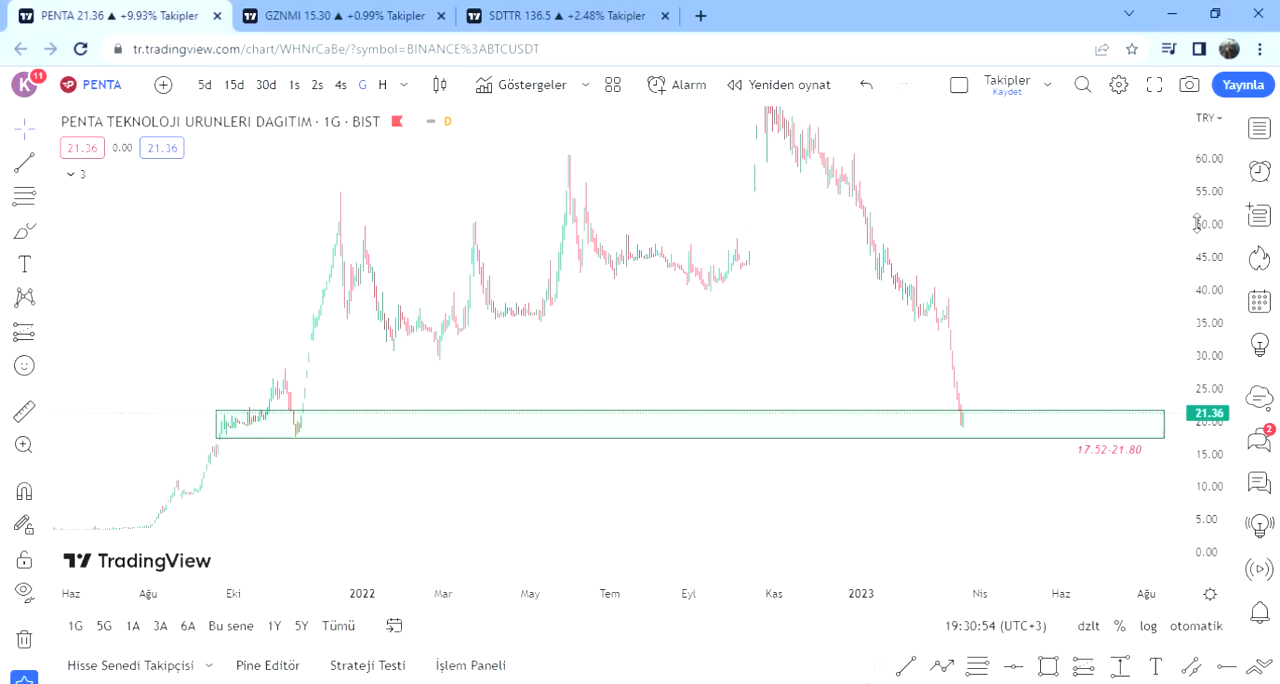 PENTA 21.36 ▲ +9.93% Takipler
GZNMI 15.30 ▲ +0.99% Takipler
SDTTR 136.5 ▲ +2.48% Takipler
tr.tradingview.com/chart/WHNrCaBe/?symbol=BINANCE%3ABTCUSDT
K 11
PENTA 5d 15d 30d 1s 2s 4s G H Göstergeler Alarm Yeniden oynat Takipler Yayınla
Kaydet
PENTA TEKNOLOJI URUNLERI DAGITIM · 1G · BIST D
TRY
21.36 0.00 21.36
3
60.00
55.00
50.00
45.00
40.00
35.00
30.00
25.00
21.36
20.00
17.52-21.80
15.00
10.00
5.00
0.00
2
TradingView
Haz Ağu Eki 2022 Mar May Tem Eyl Kas 2023 Nis Haz Ağu
1G 5G 1A 3A 6A Bu sene 1Y 5Y Tümü 19:30:54 (UTC+3) dzlt % log otomatik
Hisse Senedi Takipçisi Pine Editör Strateji Testi İşlem Paneli